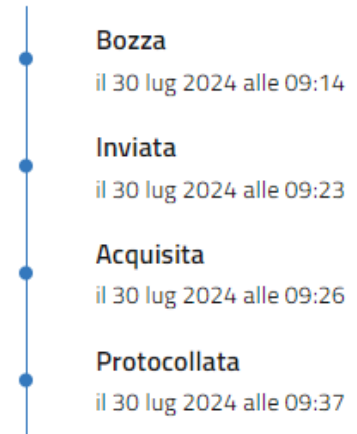 Bozza
il 30 lug 2024 alle 09:14
Inviata
il 30 lug 2024 alle 09:23
Acquisita
il 30 lug 2024 alle 09:26
Protocollata
il 30 lug 2024 alle 09:37